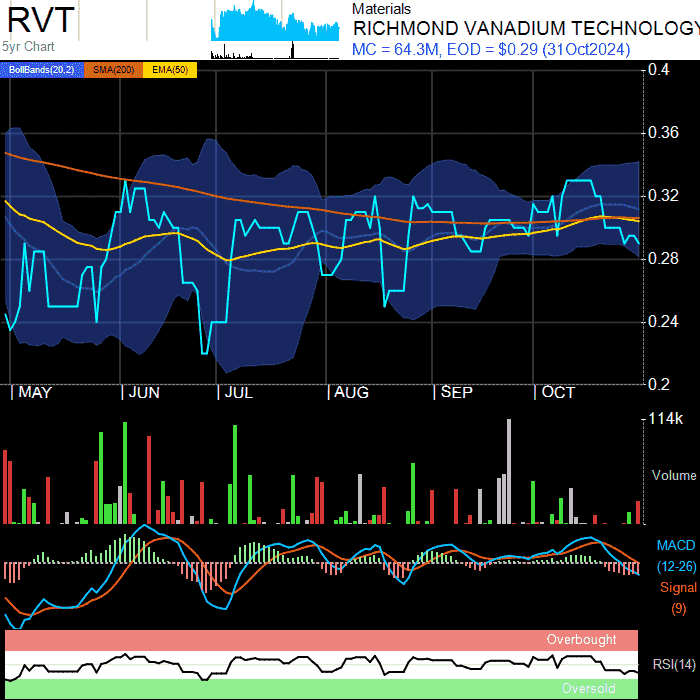 RVT
5yr Chart
Materials
RICHMOND VANADIUM TECHNOLOGY
MC = 64.3M, EOD = $0.29 (31Oct2024)
BollBands(20,2) SMA(200) EMA(50)
0.4
0.36
0.32
0.28
0.24
0.2
MAY JUN JUL AUG SEP OCT
114k
Volume
MACD
(12-26)
Signal
(9)
Overbought
RSI(14)
Oversold